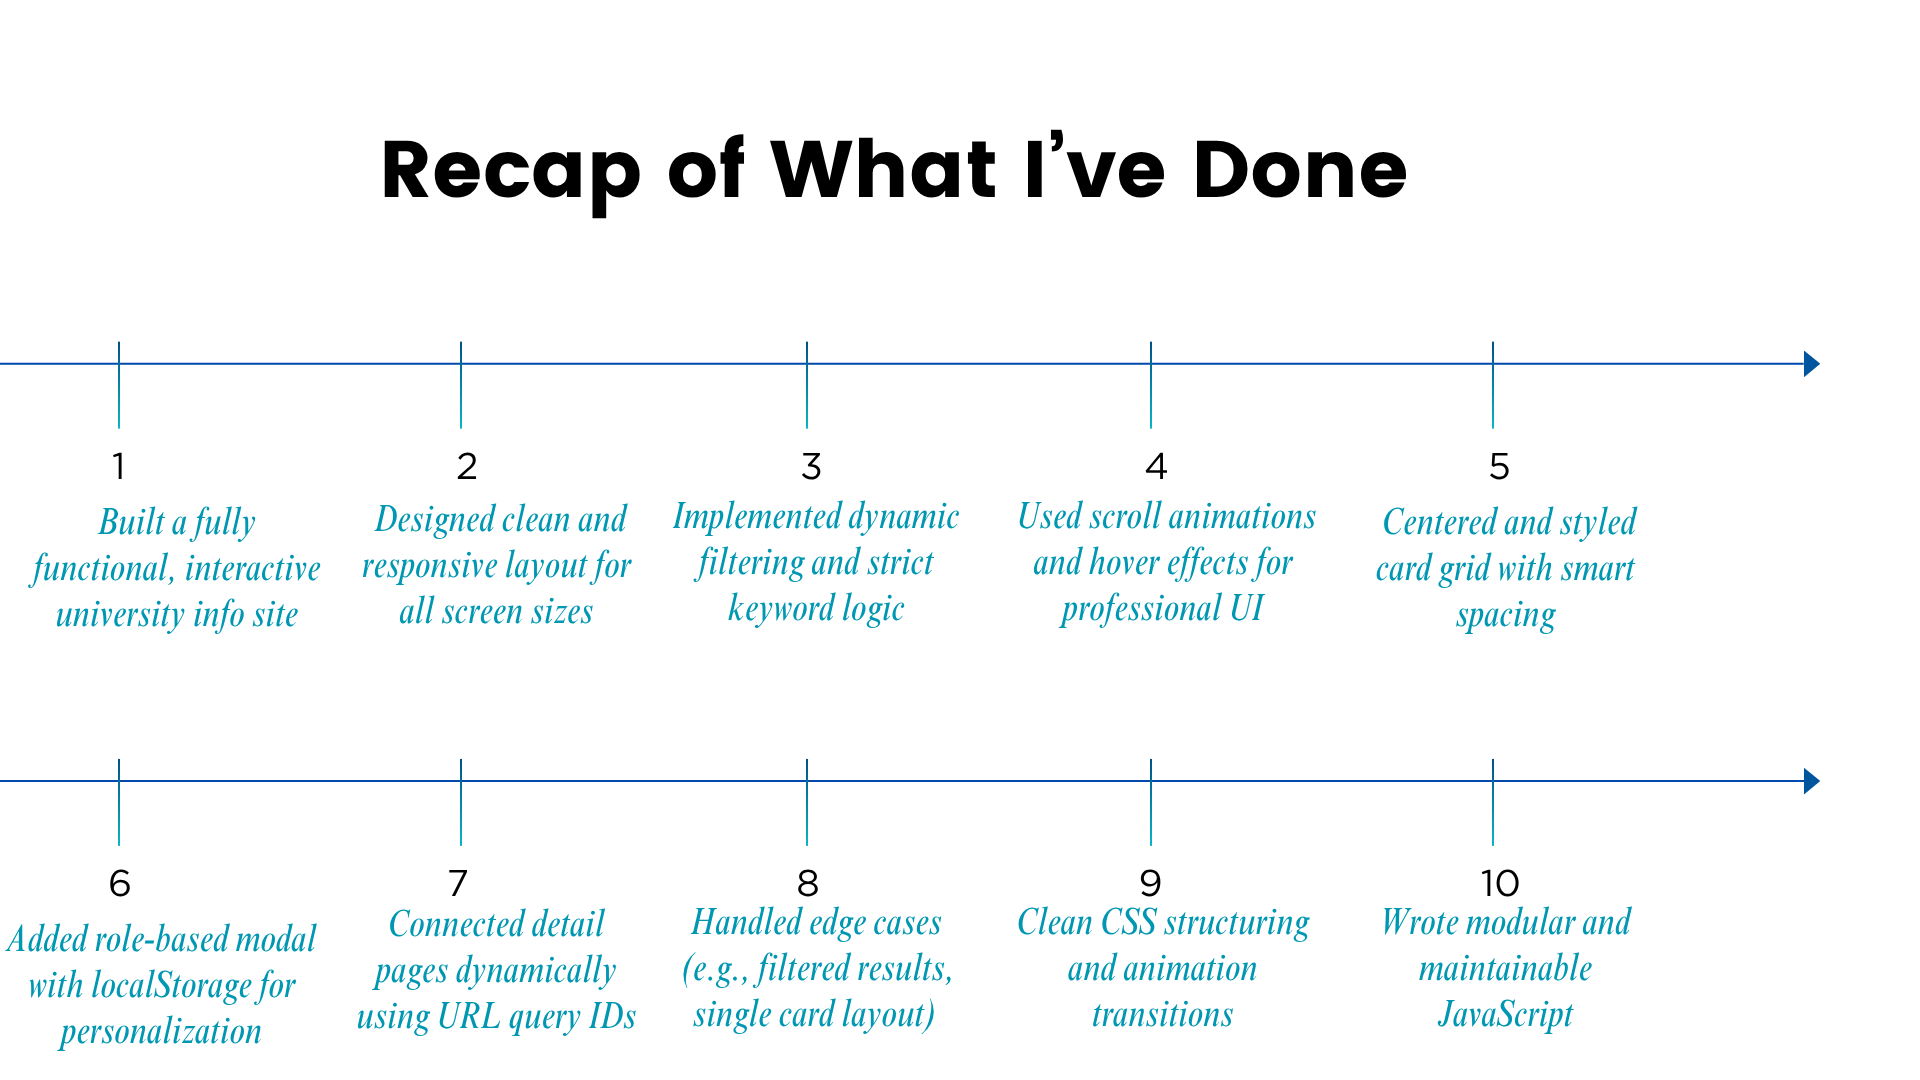 Recap of What I’ve Done
1
Built a fully
functional, interactive
university info site
2
Designed clean and
responsive layout for
all screen sizes
3
Implemented dynamic
filtering and strict
keyword logic
4
Used scroll animations
and hover effects for
professional UI
5
Centered and styled
card grid with smart
spacing
6
Added role-based modal
with localStorage for
personalization
7
Connected detail
pages dynamically
using URL query IDs
8
Handled edge cases
(e.g., filtered results,
single card layout)
9
Clean CSS structuring
and animation
transitions
10
Wrote modular and
maintainable
JavaScript